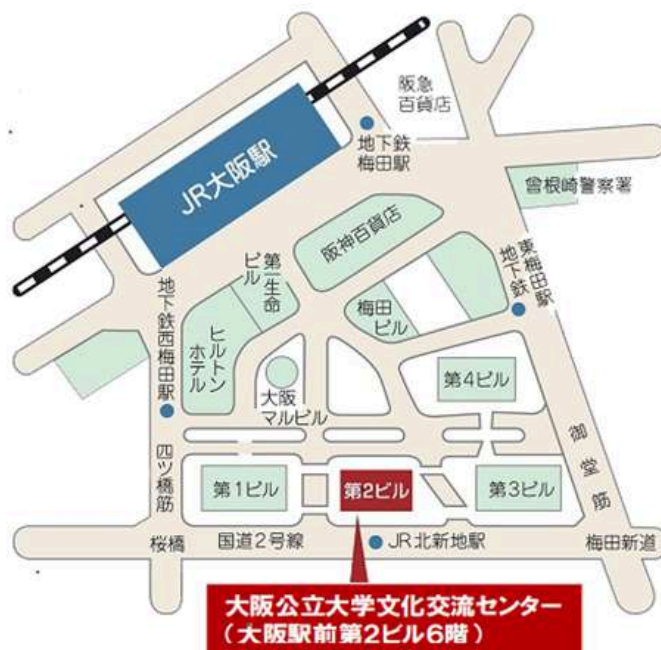 阪急
百貨店
地下鉄
梅田駅
JR大阪駅
曾根崎警察署
阪神百貨店
第一生命
ビル
東梅田駅
地下鉄
梅田
ビル
ヒルトン
ホテル
地下鉄西梅田駅
大阪
マルビル
第4ビル
四ツ橋筋
御堂筋
第1ビル
第2ビル
第3ビル
桜橋
国道2号線
JR北新地駅
梅田新道
大阪公立大学文化交流センター
(大阪駅前第2ビル6階)